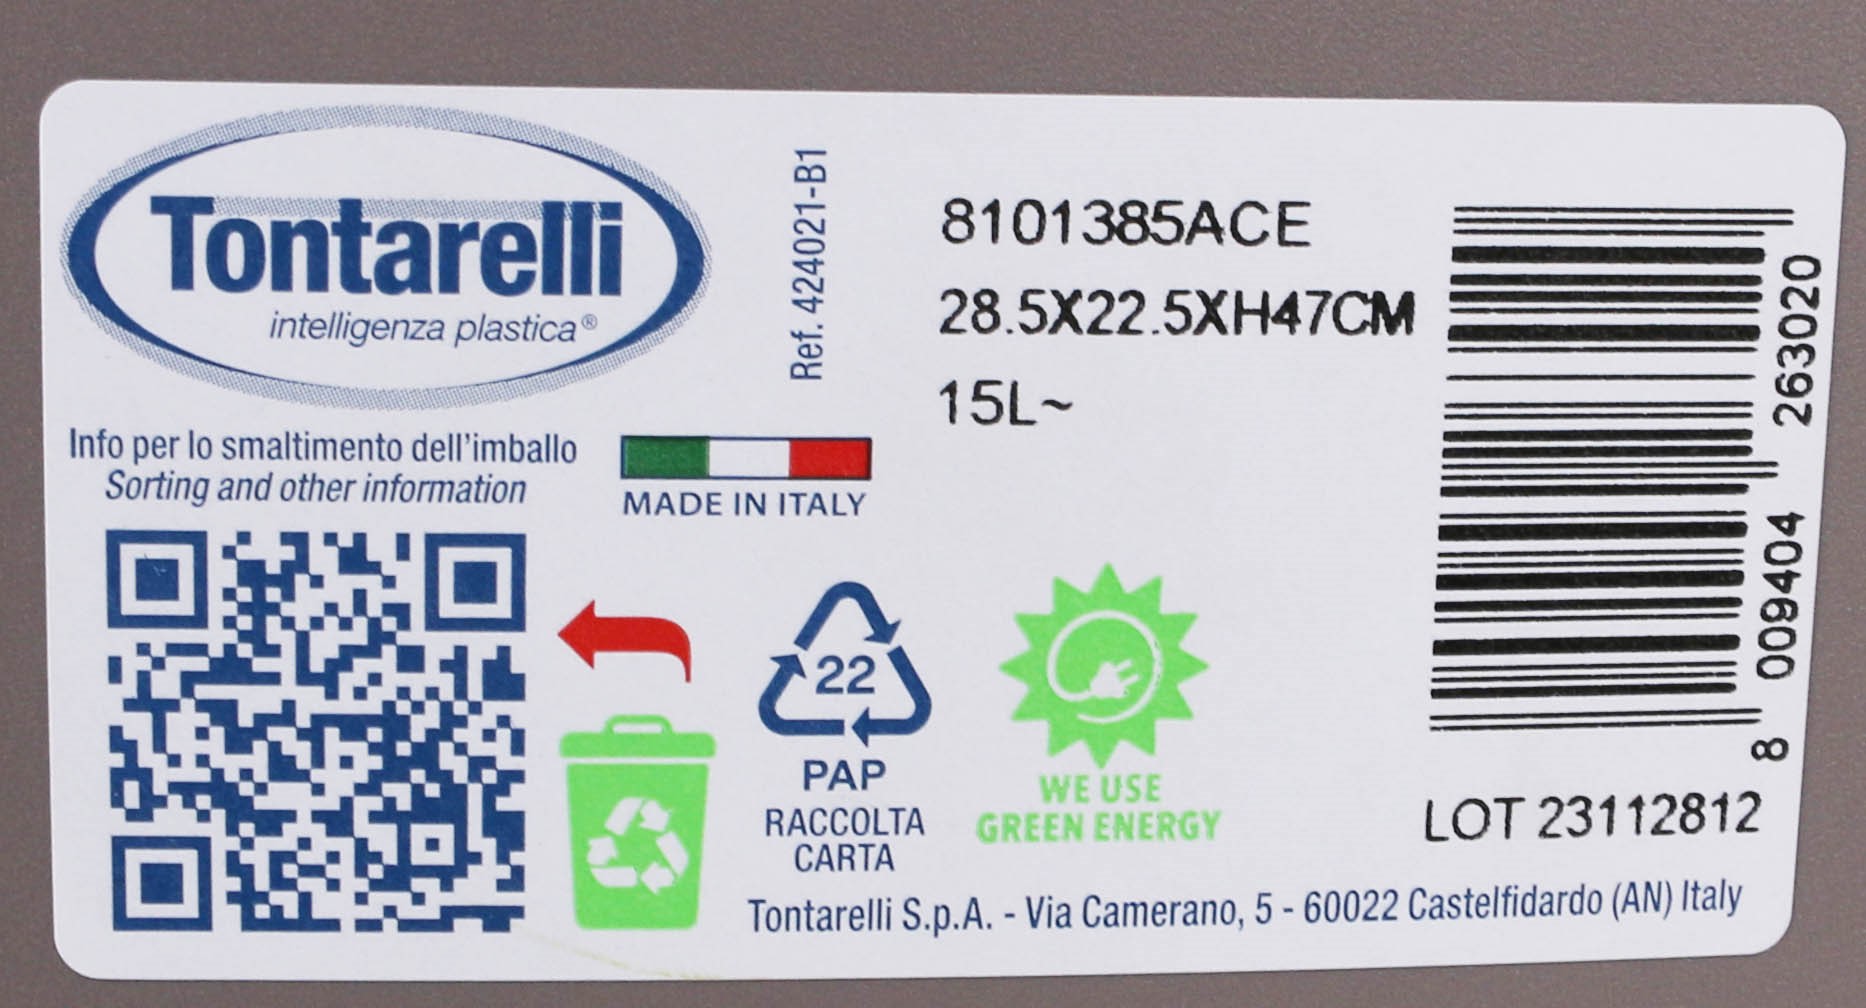 Tontarelli
intelligenza plastica®
Ref. 424021-B1
8101385ACE
28.5X22.5XH47CM
15L~
Info per lo smaltimento dell'imballo
Sorting and other information
MADE IN ITALY
22
PAP
RACCOLTA
CARTA
WE USE
GREEN ENERGY
8 009404 263020
LOT 23112812
Tontarelli S.p.A. - Via Camerano, 5 - 60022 Castelfidardo (AN) Italy